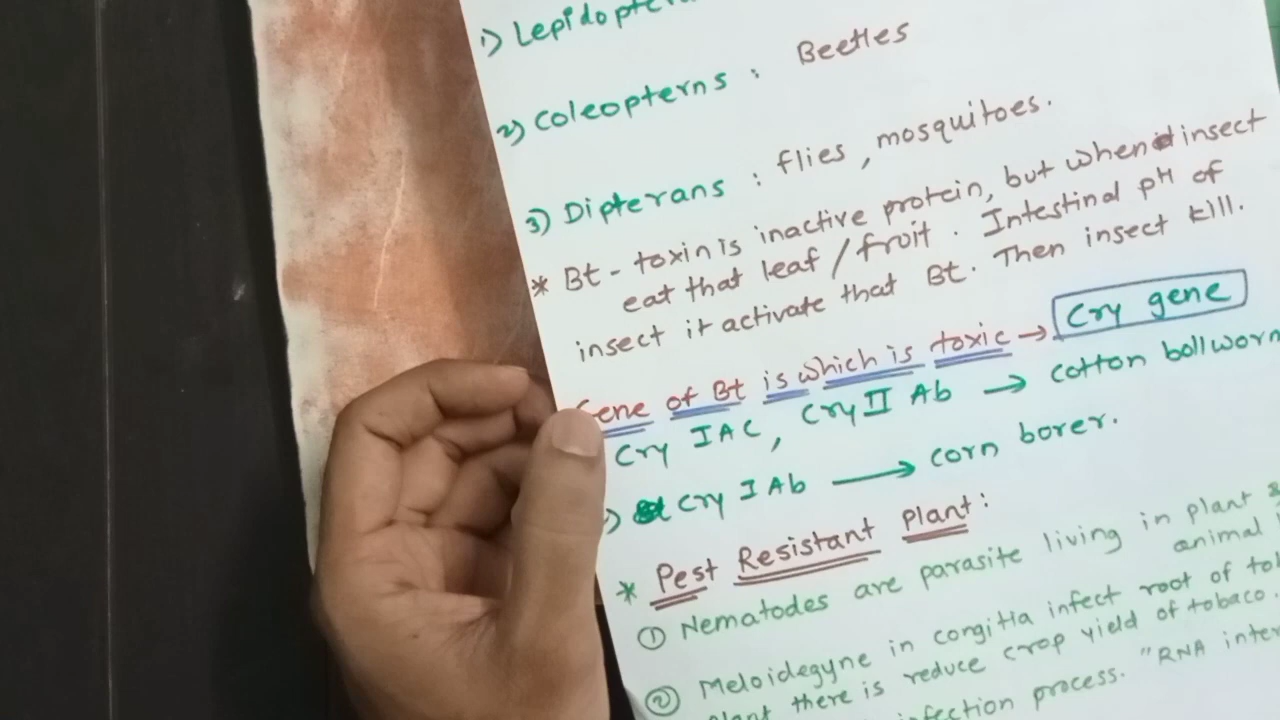 1) Lepidopter
2) Coleopterns : Beetles
3) Dipterans : flies, mosquitoes.
* Bt - toxin is inactive protein, but when insect
eat that leaf / fruit. Intestinal pH of
insect it activate that Bt. Then insect kill.
Gene of Bt is which is toxic → Cry gene
Cry IAC, Cry II Ab → cotton bollworm
) Cry I Ab → corn borer.
* Pest Resistant Plant :
① Nematodes are parasite living in plant &
animal
② Meloidegyne in congitia infect root of tob
plant there is reduce crop yield of tobacco.
infection process. "RNA inter